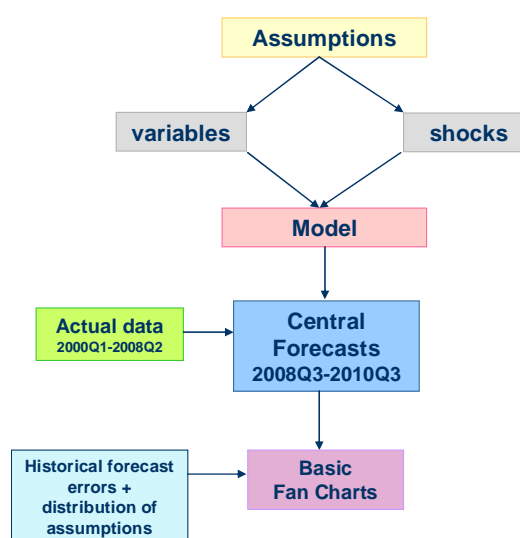 Assumptions
variables
shocks
Model
Actual data
2000Q1-2008Q2
Central
Forecasts
2008Q3-2010Q3
Historical forecast
errors +
distribution of
assumptions
Basic
Fan Charts